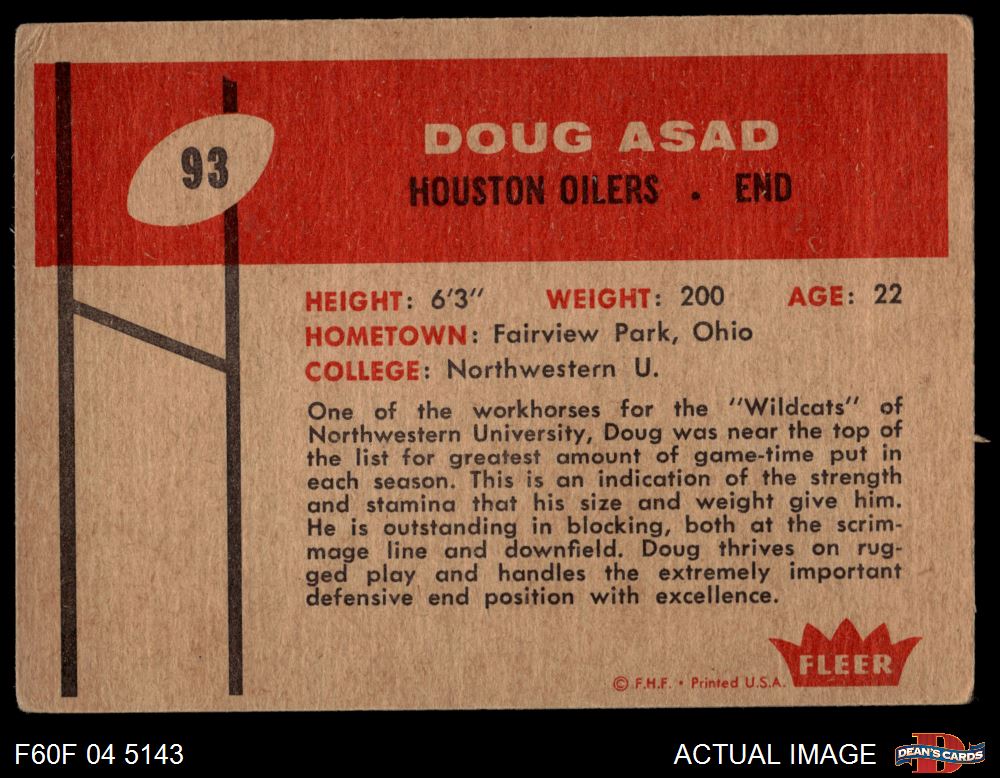 93
DOUG ASAD
HOUSTON OILERS . END
HEIGHT: 6'3" WEIGHT: 200 AGE: 22
HOMETOWN: Fairview Park, Ohio
COLLEGE: Northwestern U.
One of the workhorses for the "Wildcats" of
Northwestern University, Doug was near the top of
the list for greatest amount of game-time put in
each season. This is an indication of the strength
and stamina that his size and weight give him.
He is outstanding in blocking, both at the scrim-
mage line and downfield. Doug thrives on rug-
ged play and handles the extremely important
defensive end position with excellence.
FLEER
© F.H.F. • Printed U.S.A.
F60F 04 5143
ACTUAL IMAGE
D
DEAN'S CARDS